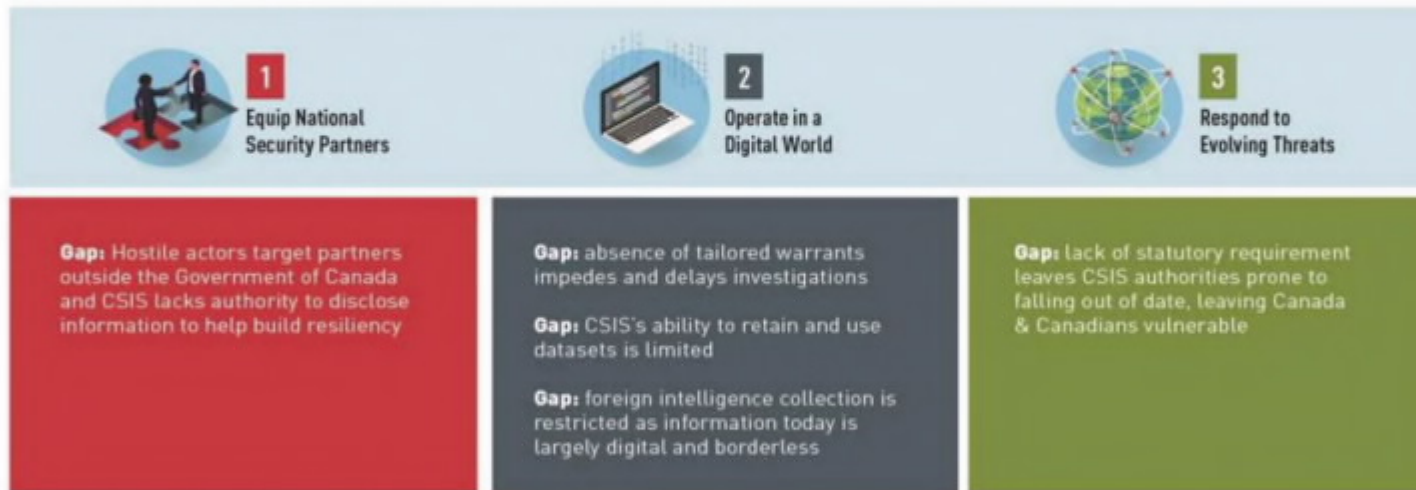 1
Equip National
Security Partners
2
Operate in a
Digital World
3
Respond to
Evolving Threats
Gap: Hostile actors target partners
outside the Government of Canada
and CSIS lacks authority to disclose
information to help build resiliency
Gap: absence of tailored warrants
impedes and delays investigations
Gap: CSIS's ability to retain and use
datasets is limited
Gap: foreign intelligence collection is
restricted as information today is
largely digital and borderless
Gap: lack of statutory requirement
leaves CSIS authorities prone to
falling out of date, leaving Canada
& Canadians vulnerable